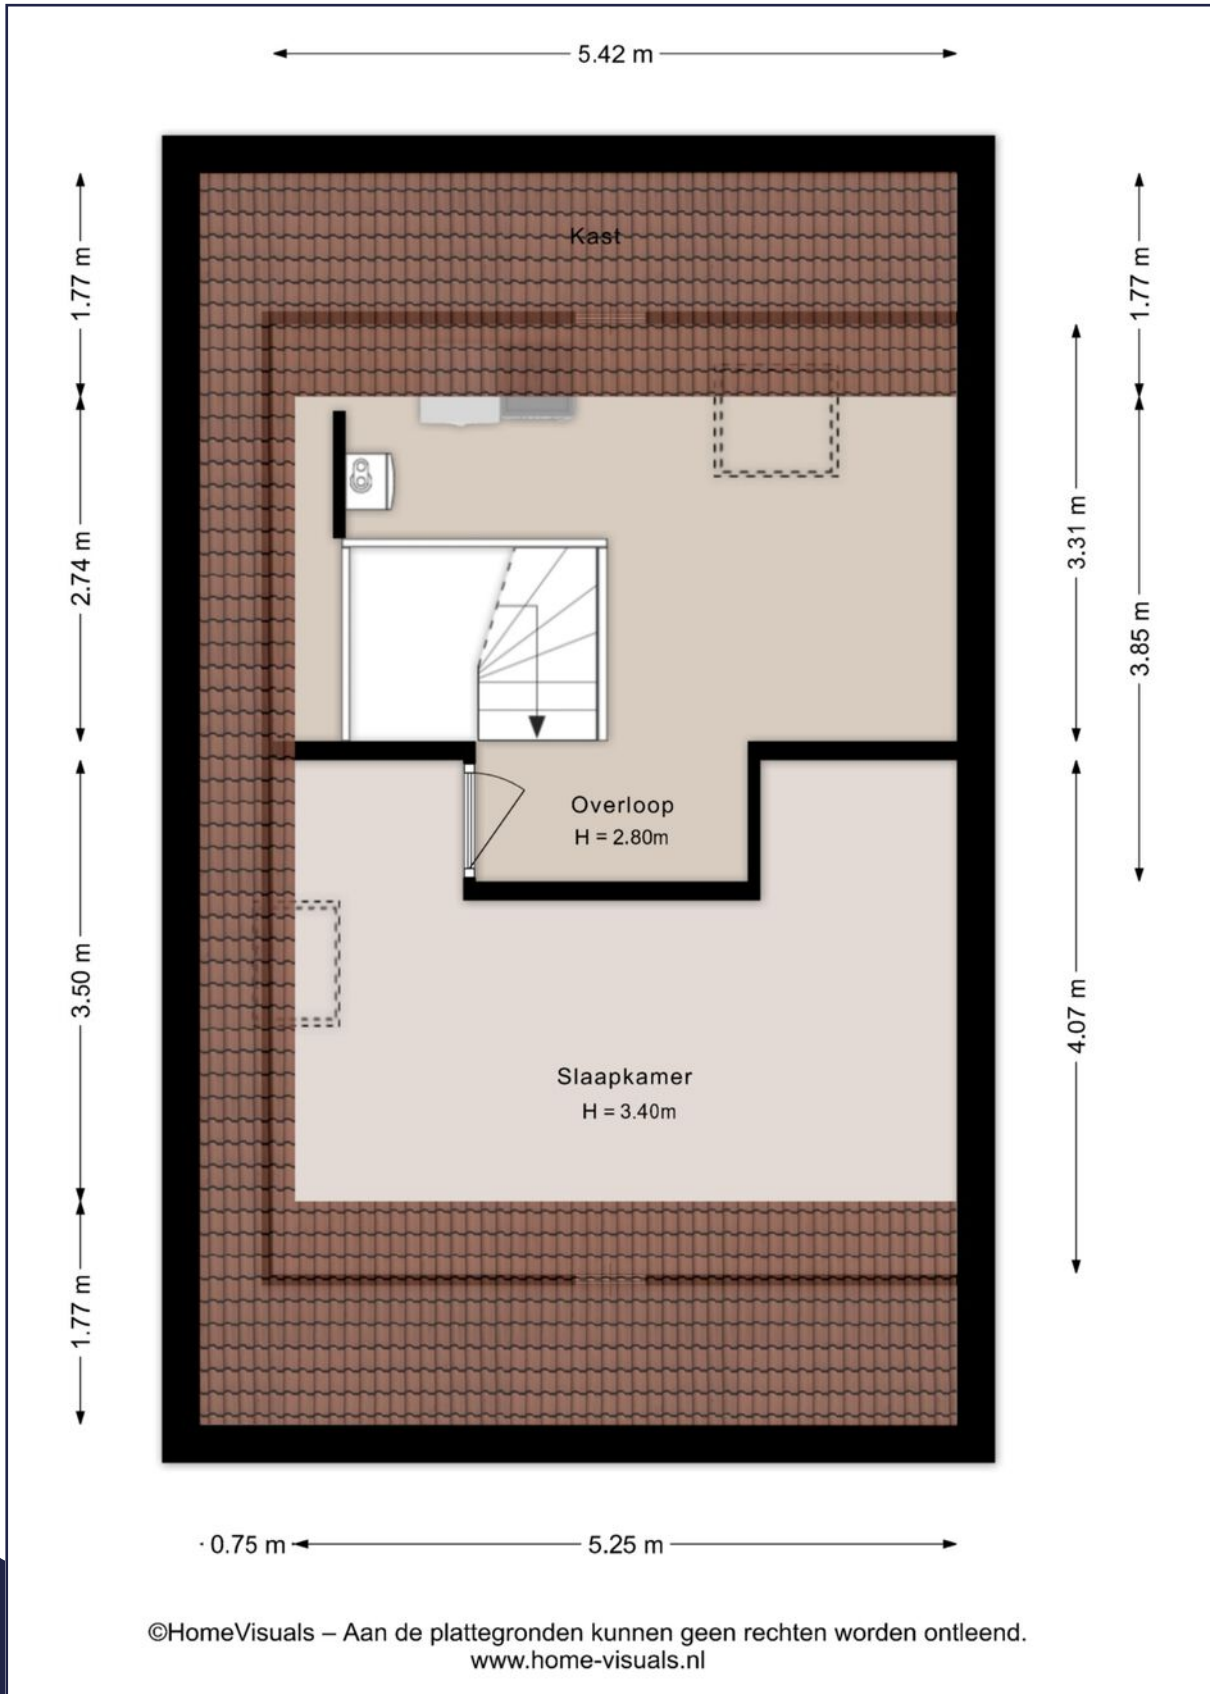 5.42 m
Kast
1.77 m
1.77 m
2.74 m
3.31 m
3.85 m
Overloop
H = 2.80m
3.50 m
4.07 m
Slaapkamer
H = 3.40m
1.77 m
0.75 m
5.25 m
©HomeVisuals – Aan de plattegronden kunnen geen rechten worden ontleend.
www.home-visuals.nl